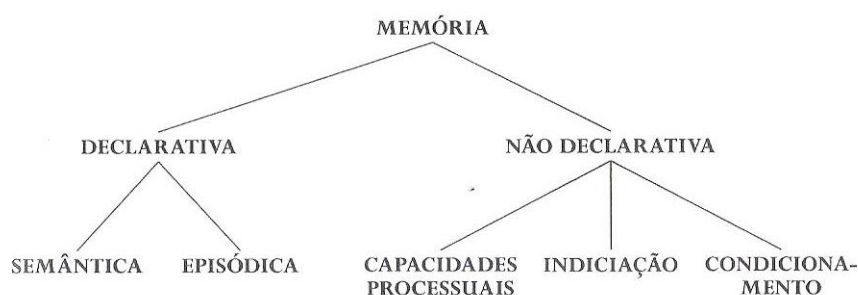 MEMÓRIA
DECLARATIVA
NÃO DECLARATIVA
SEMÂNTICA
EPISÓDICA
CAPACIDADES
PROCESSUAIS
INDICIAÇÃO
CONDICIONA-
MENTO